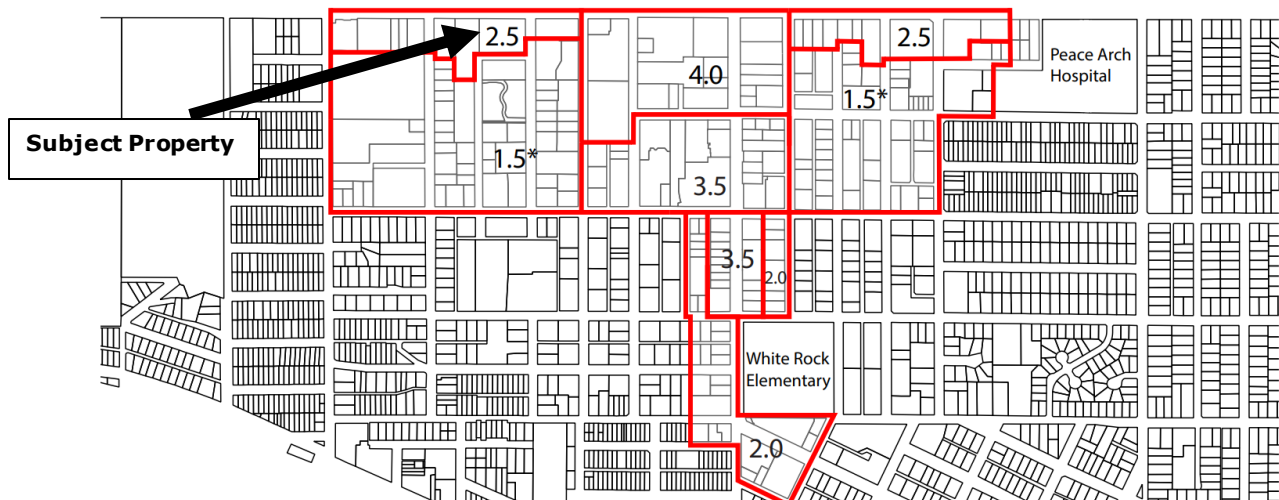 2.5
2.5
Peace Arch
Hospital
4.0
1.5*
Subject Property
1.5*
3.5
3.5
2.0
White Rock
Elementary
2.0